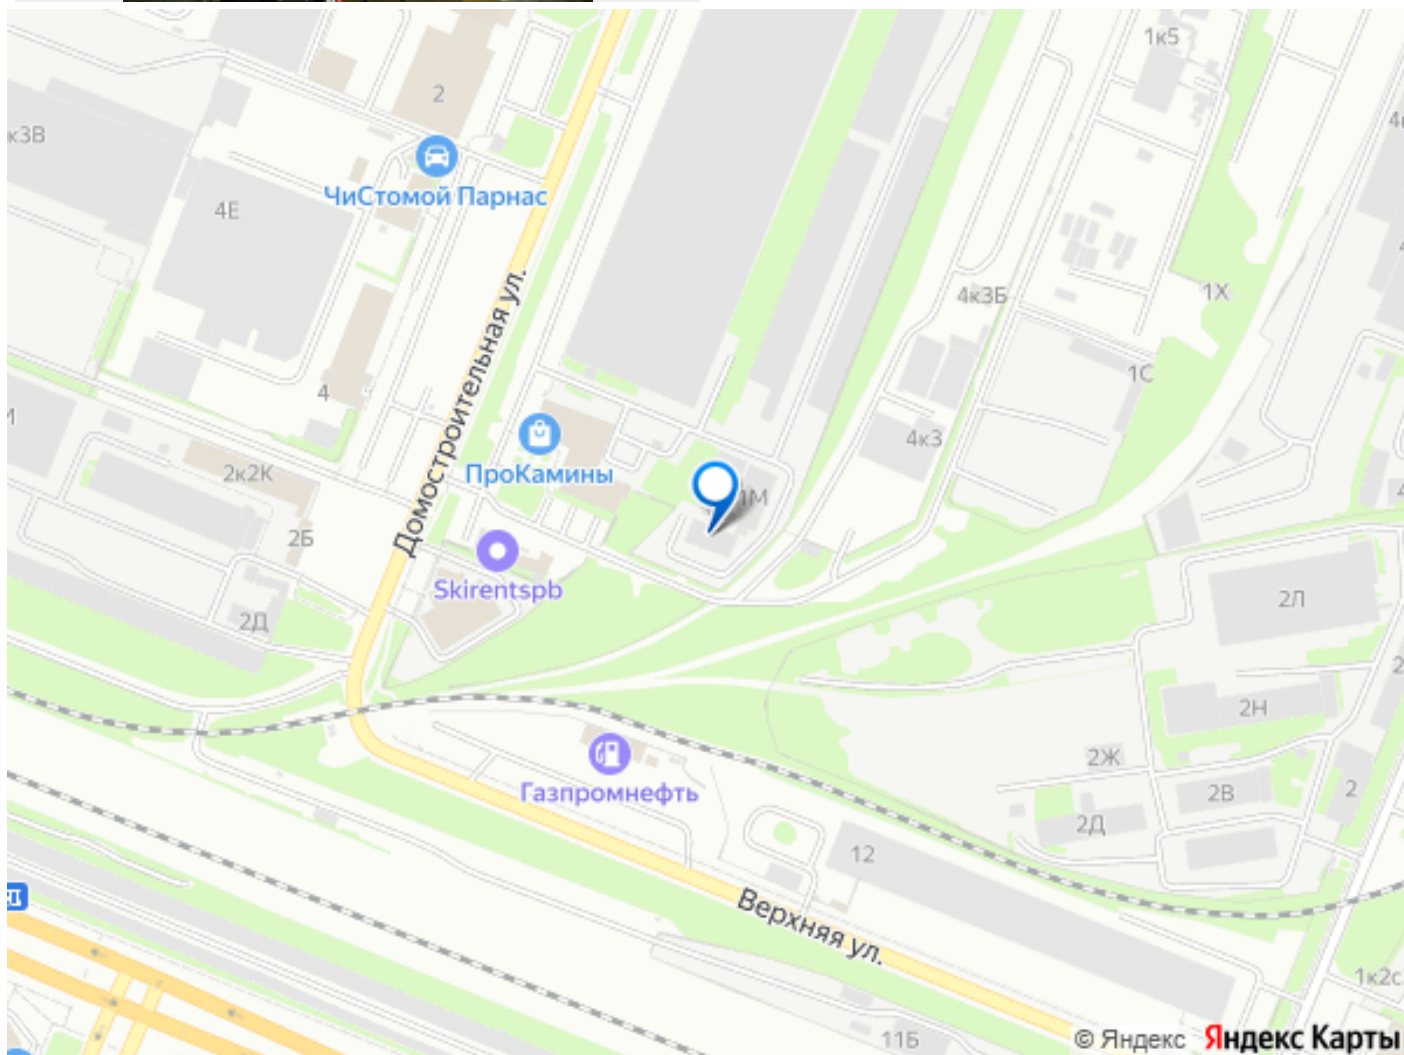 1к5
2
к3В
ЧиСтомой Парнас
4Е
Домостроительная ул.
4к3Б
1Х
1С
4
ПроКамины
4к3
2к2К
1М
2Б
Skirentspb
2Л
2Д
2Н
2Ж
Газпромнефть
2В
2
2Д
12
Верхняя ул.
1к2с
11Б
© Яндекс Яндекс Карты